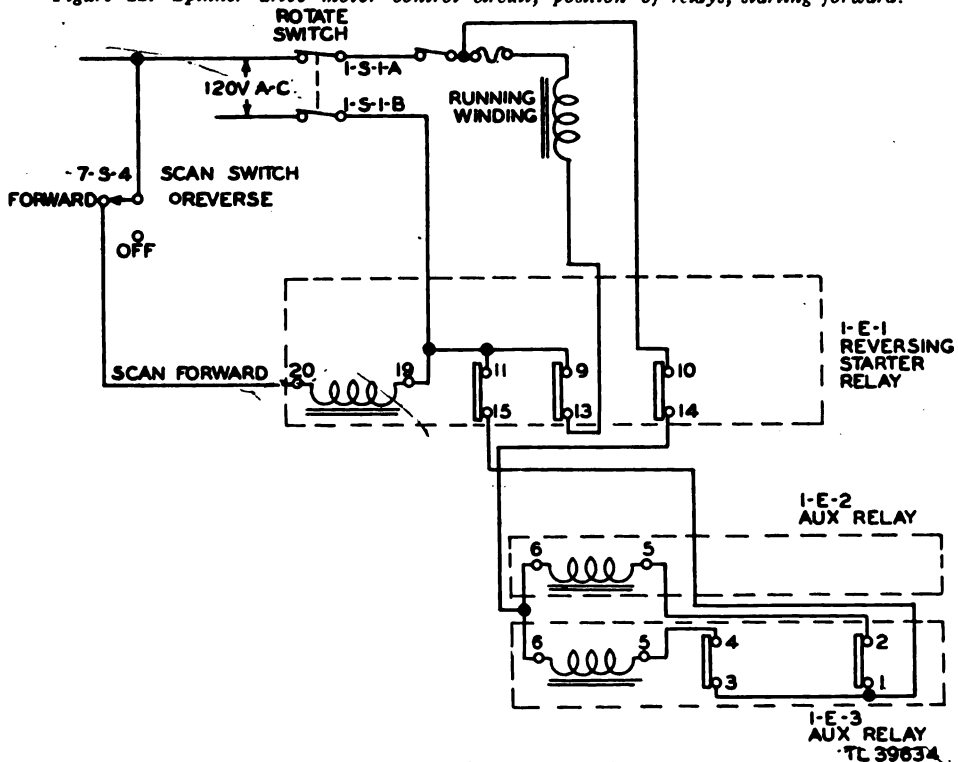 ROTATE
SWITCH
1-S-1-A
120V A-C
1-S-1-B
RUNNING
WINDING
7-S-4 SCAN SWITCH
FORWARD REVERSE
OFF
1-E-1
REVERSING
STARTER
RELAY
SCAN FORWARD
20 19 11 9 10
15 13 14
1-E-2
AUX RELAY
6 5
6 5 4 2
3 1
1-E-3
AUX RELAY
TL 39634